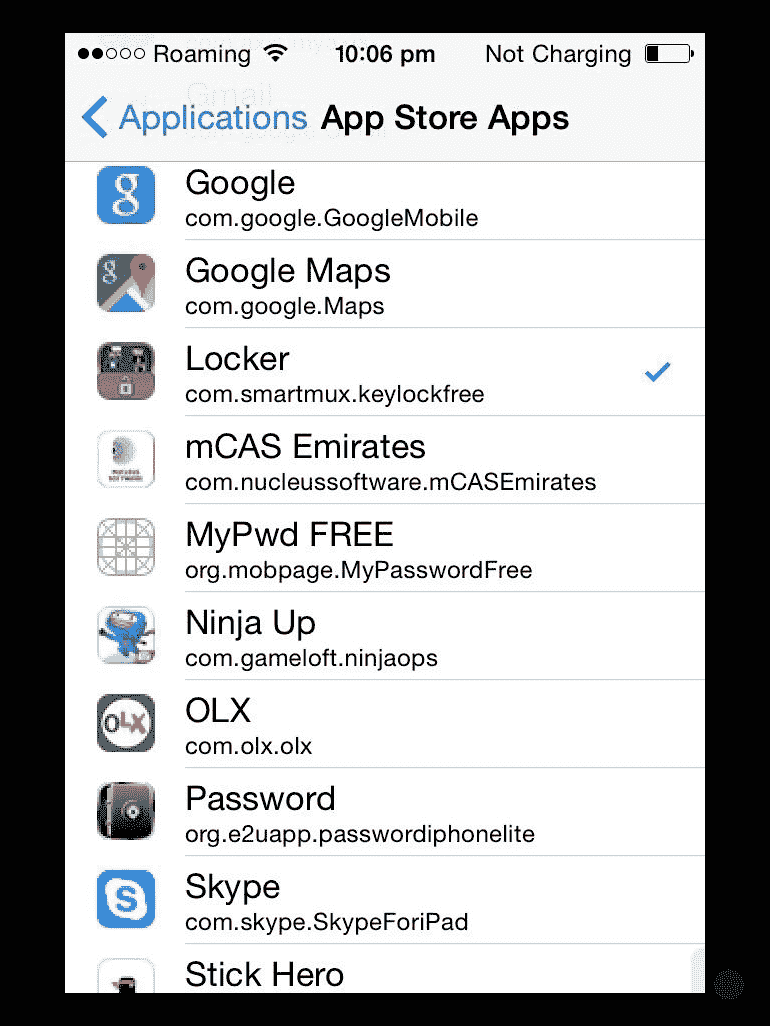 Roaming 10:06 pm Not Charging
Gmail
Applications App Store Apps
g Google
com.google.GoogleMobile
g Google Maps
com.google.Maps
Locker
com.smartmux.keylockfree
mCAS Emirates
com.nucleussoftware.mCASEmirates
MyPwd FREE
org.mobpage.MyPasswordFree
Ninja Up
com.gameloft.ninjaops
OLX OLX
com.olx.olx
Password
org.e2uapp.passwordiphonelite
S Skype
com.skype.SkypeForiPad
Stick Hero